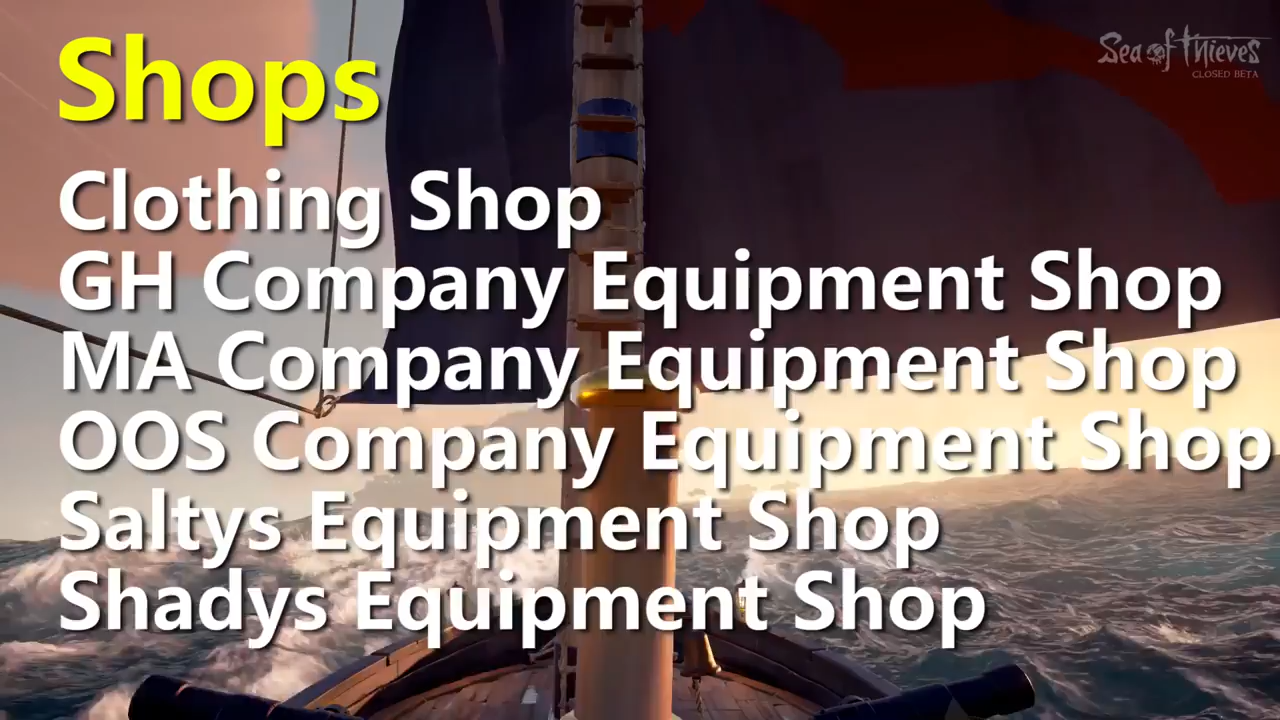 Shops
Sea of Thieves
CLOSED BETA
Clothing Shop
GH Company Equipment Shop
MA Company Equipment Shop
OOS Company Equipment Shop
Saltys Equipment Shop
Shadys Equipment Shop